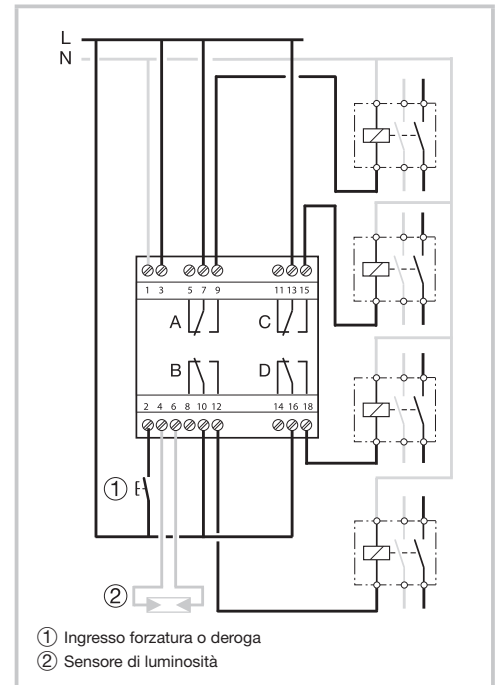 L
N
1 3 5 7 9 11 13 15
A C
B D
2 4 6 8 10 12 14 16 18
①
②
① Ingresso forzatura o deroga
② Sensore di luminosità